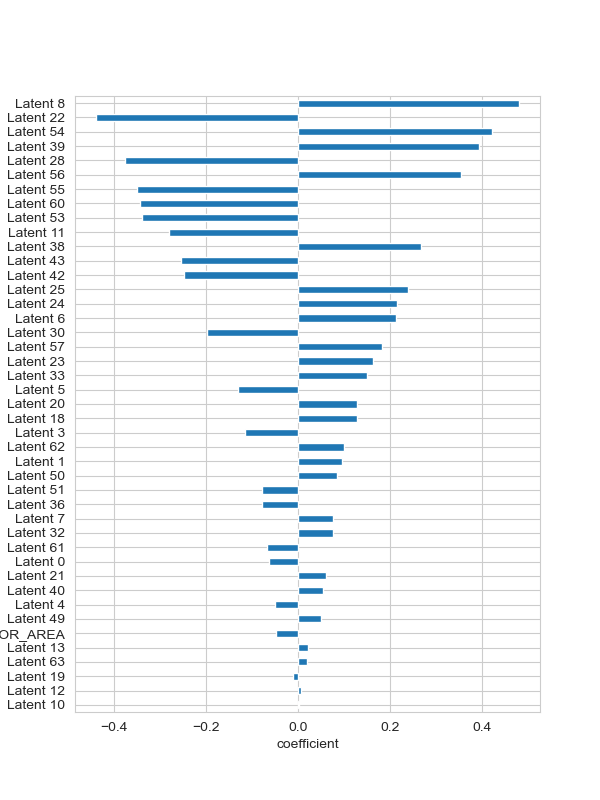 Latent 8
Latent 22
Latent 54
Latent 39
Latent 28
Latent 56
Latent 55
Latent 60
Latent 53
Latent 11
Latent 38
Latent 43
Latent 42
Latent 25
Latent 24
Latent 6
Latent 30
Latent 57
Latent 23
Latent 33
Latent 5
Latent 20
Latent 18
Latent 3
Latent 62
Latent 1
Latent 50
Latent 51
Latent 36
Latent 7
Latent 32
Latent 61
Latent 0
Latent 21
Latent 40
Latent 4
Latent 49
OR_AREA
Latent 13
Latent 63
Latent 19
Latent 12
Latent 10
−0.4 −0.2 0.0 0.2 0.4
coefficient